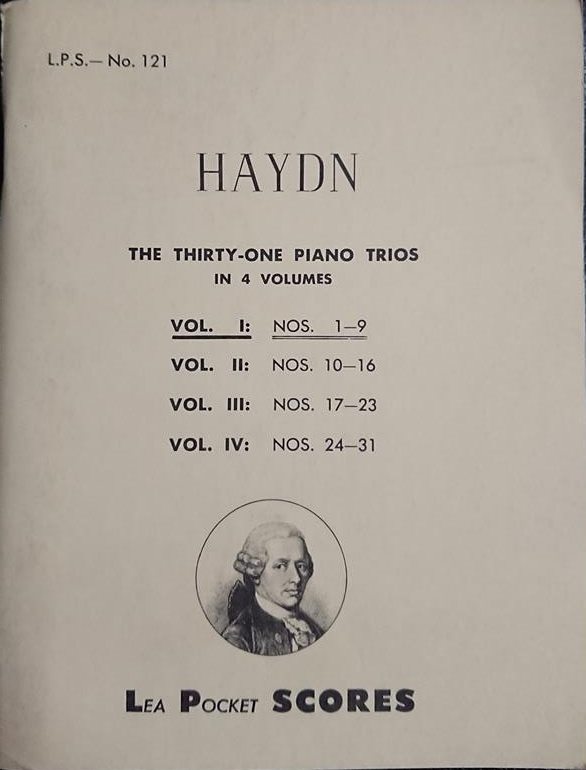 L.P.S.— No. 121
HAYDN
THE THIRTY-ONE PIANO TRIOS
IN 4 VOLUMES
VOL. I: NOS. 1—9
VOL. II: NOS. 10—16
VOL. III: NOS. 17—23
VOL. IV: NOS. 24—31
LEA POCKET SCORES